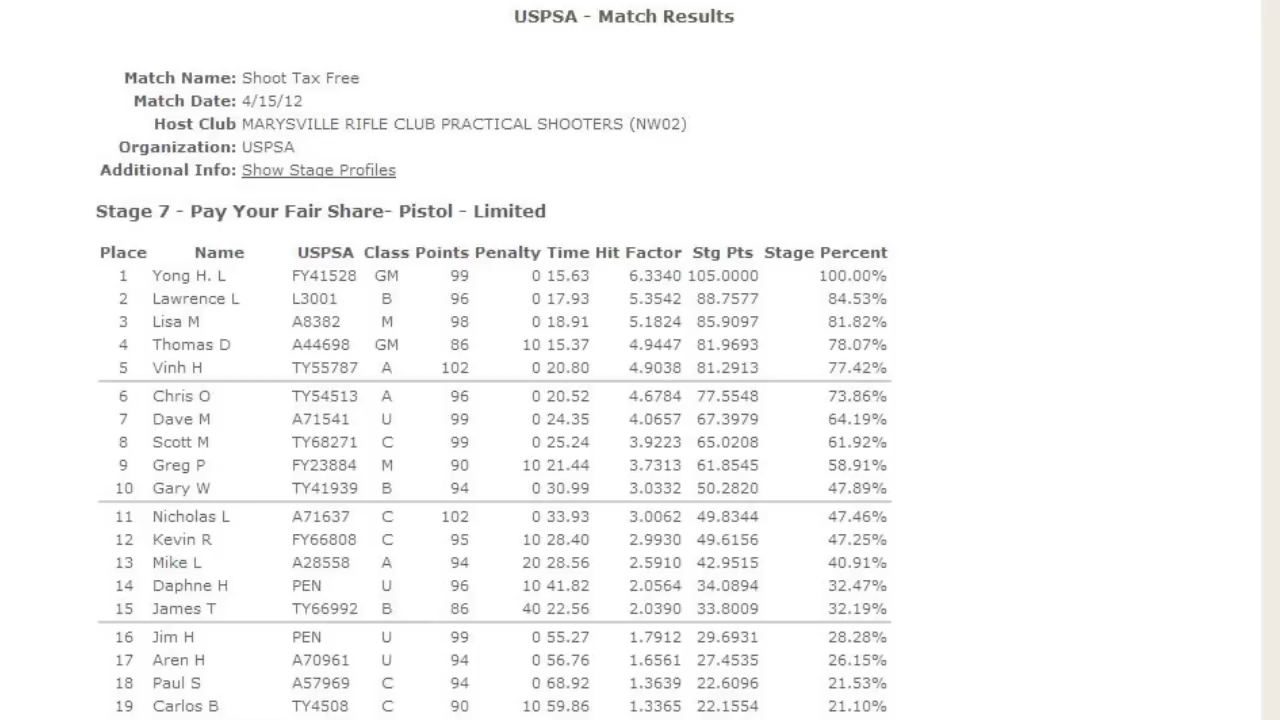 USPSA - Match Results
Match Name: Shoot Tax Free
Match Date: 4/15/12
Host Club MARYSVILLE RIFLE CLUB PRACTICAL SHOOTERS (NW02)
Organization: USPSA
Additional Info: Show Stage Profiles
Stage 7 - Pay Your Fair Share- Pistol - Limited
Place Name USPSA Class Points Penalty Time Hit Factor Stg Pts Stage Percent
1 Yong H. L FY41528 GM 99 0 15.63 6.3340 105.0000 100.00%
2 Lawrence L L3001 B 96 0 17.93 5.3542 88.7577 84.53%
3 Lisa M A8382 M 98 0 18.91 5.1824 85.9097 81.82%
4 Thomas D A44698 GM 86 10 15.37 4.9447 81.9693 78.07%
5 Vinh H TY55787 A 102 0 20.80 4.9038 81.2913 77.42%
6 Chris O TY54513 A 96 0 20.52 4.6784 77.5548 73.86%
7 Dave M A71541 U 99 0 24.35 4.0657 67.3979 64.19%
8 Scott M TY68271 C 99 0 25.24 3.9223 65.0208 61.92%
9 Greg P FY23884 M 90 10 21.44 3.7313 61.8545 58.91%
10 Gary W TY41939 B 94 0 30.99 3.0332 50.2820 47.89%
11 Nicholas L A71637 C 102 0 33.93 3.0062 49.8344 47.46%
12 Kevin R FY66808 C 95 10 28.40 2.9930 49.6156 47.25%
13 Mike L A28558 A 94 20 28.56 2.5910 42.9515 40.91%
14 Daphne H PEN U 96 10 41.82 2.0564 34.0894 32.47%
15 James T TY66992 B 86 40 22.56 2.0390 33.8009 32.19%
16 Jim H PEN U 99 0 55.27 1.7912 29.6931 28.28%
17 Aren H A70961 U 94 0 56.76 1.6561 27.4535 26.15%
18 Paul S A57969 C 94 0 68.92 1.3639 22.6096 21.53%
19 Carlos B TY4508 C 90 10 59.86 1.3365 22.1554 21.10%